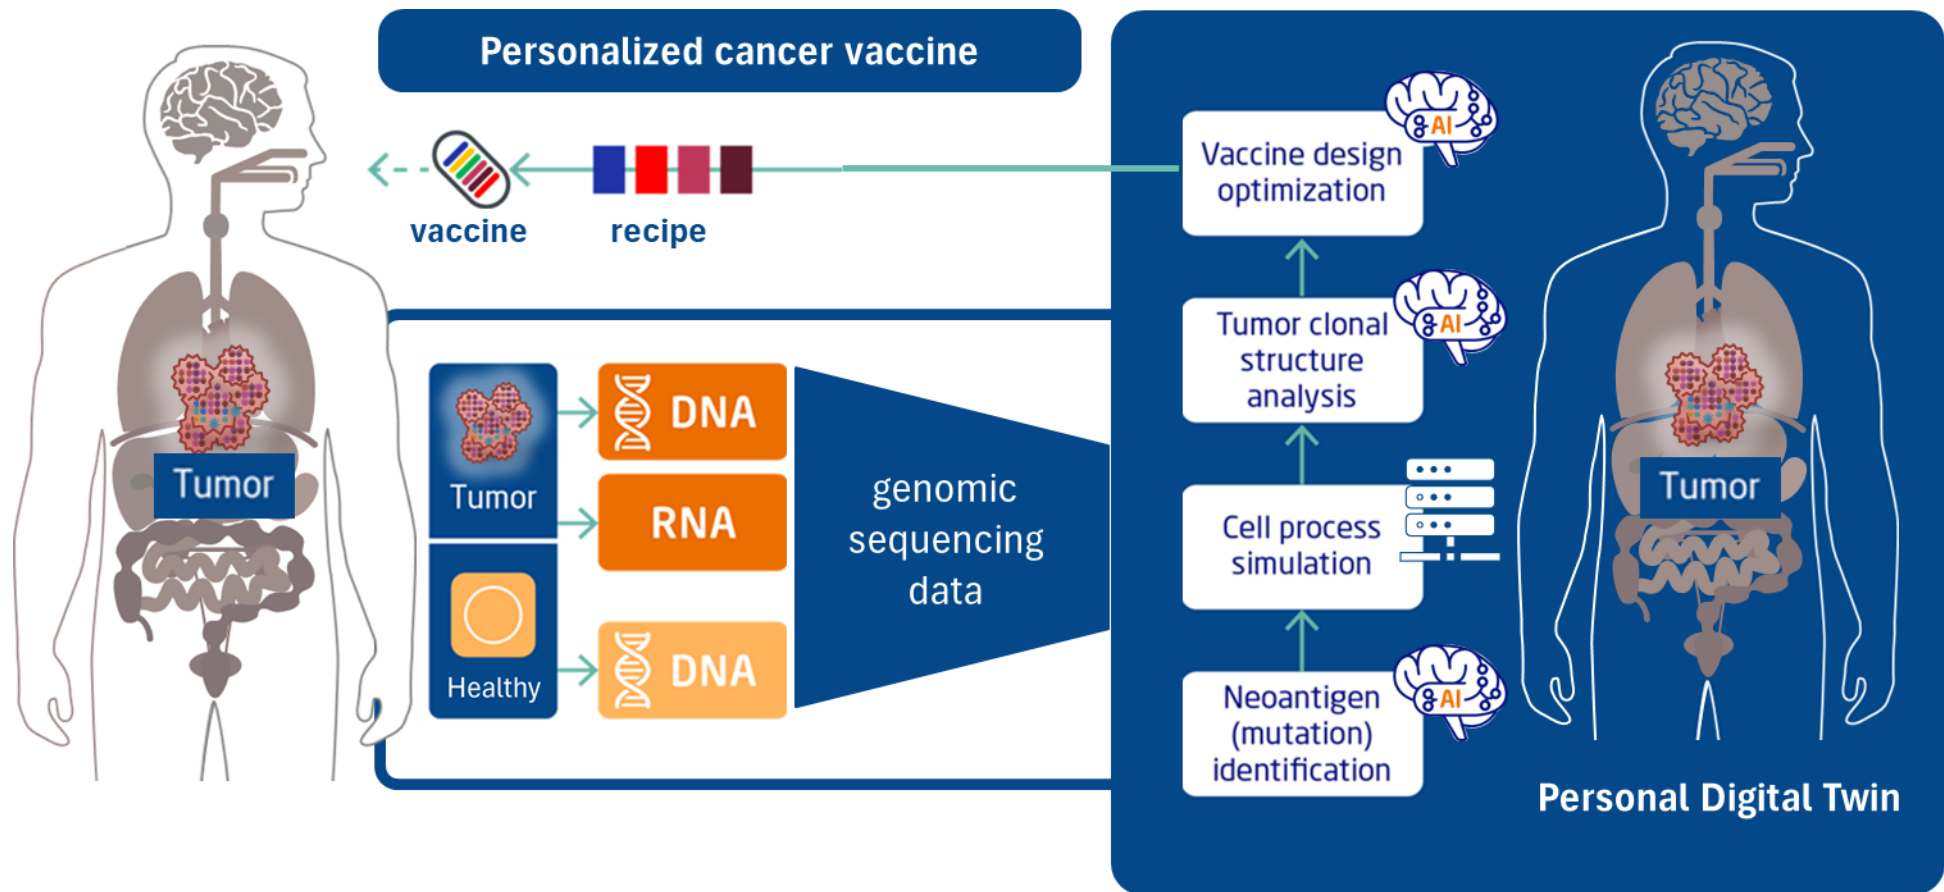 Personalized cancer vaccine
vaccine
recipe
Tumor
Tumor
Healthy
DNA
RNA
DNA
genomic
sequencing
data
Vaccine design
optimization
AI
Tumor clonal
structure
analysis
AI
Cell process
simulation
Neoantigen
(mutation)
identification
AI
Tumor
Personal Digital Twin